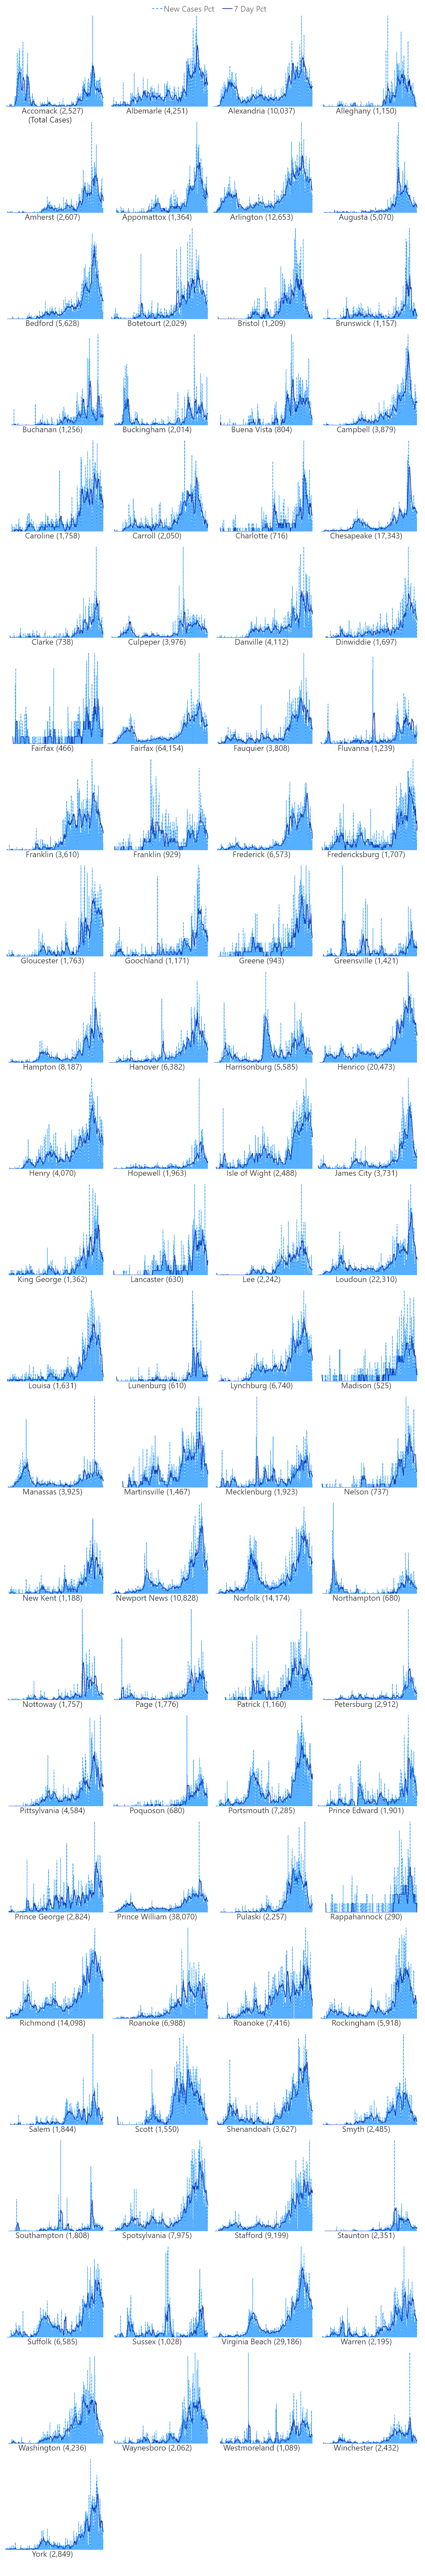 New Cases Pct 7 Day Pct
Accomack (2,527) Albemarle (4,251) Alexandria (10,037) Alleghany (1,150)
(Total Cases)
Amherst (2,607) Appomattox (1,364) Arlington (12,653) Augusta (5,070)
Bedford (5,628) Botetourt (2,029) Bristol (1,209) Brunswick (1,157)
Buchanan (1,256) Buckingham (2,014) Buena Vista (804) Campbell (3,879)
Caroline (1,758) Carroll (2,050) Charlotte (716) Chesapeake (17,343)
Clarke (738) Culpeper (3,976) Danville (4,112) Dinwiddie (1,697)
Fairfax (466) Fairfax (64,154) Fauquier (3,808) Fluvanna (1,239)
Franklin (3,610) Franklin (929) Frederick (6,573) Fredericksburg (1,707)
Gloucester (1,763) Goochland (1,171) Greene (943) Greensville (1,421)
Hampton (8,187) Hanover (6,382) Harrisonburg (5,585) Henrico (20,473)
Henry (4,070) Hopewell (1,963) Isle of Wight (2,488) James City (3,731)
King George (1,362) Lancaster (630) Lee (2,242) Loudoun (22,310)
Louisa (1,631) Lunenburg (610) Lynchburg (6,740) Madison (525)
Manassas (3,925) Martinsville (1,467) Mecklenburg (1,923) Nelson (737)
New Kent (1,188) Newport News (10,828) Norfolk (14,174) Northampton (680)
Nottoway (1,757) Page (1,776) Patrick (1,160) Petersburg (2,912)
Pittsylvania (4,584) Poquoson (680) Portsmouth (7,285) Prince Edward (1,901)
Prince George (2,824) Prince William (38,070) Pulaski (2,257) Rappahannock (290)
Richmond (14,098) Roanoke (6,988) Roanoke (7,416) Rockingham (5,918)
Salem (1,844) Scott (1,550) Shenandoah (3,627) Smyth (2,485)
Southampton (1,808) Spotsylvania (7,975) Stafford (9,199) Staunton (2,351)
Suffolk (6,585) Sussex (1,028) Virginia Beach (29,186) Warren (2,195)
Washington (4,236) Waynesboro (2,062) Westmoreland (1,089) Winchester (2,432)
York (2,849)